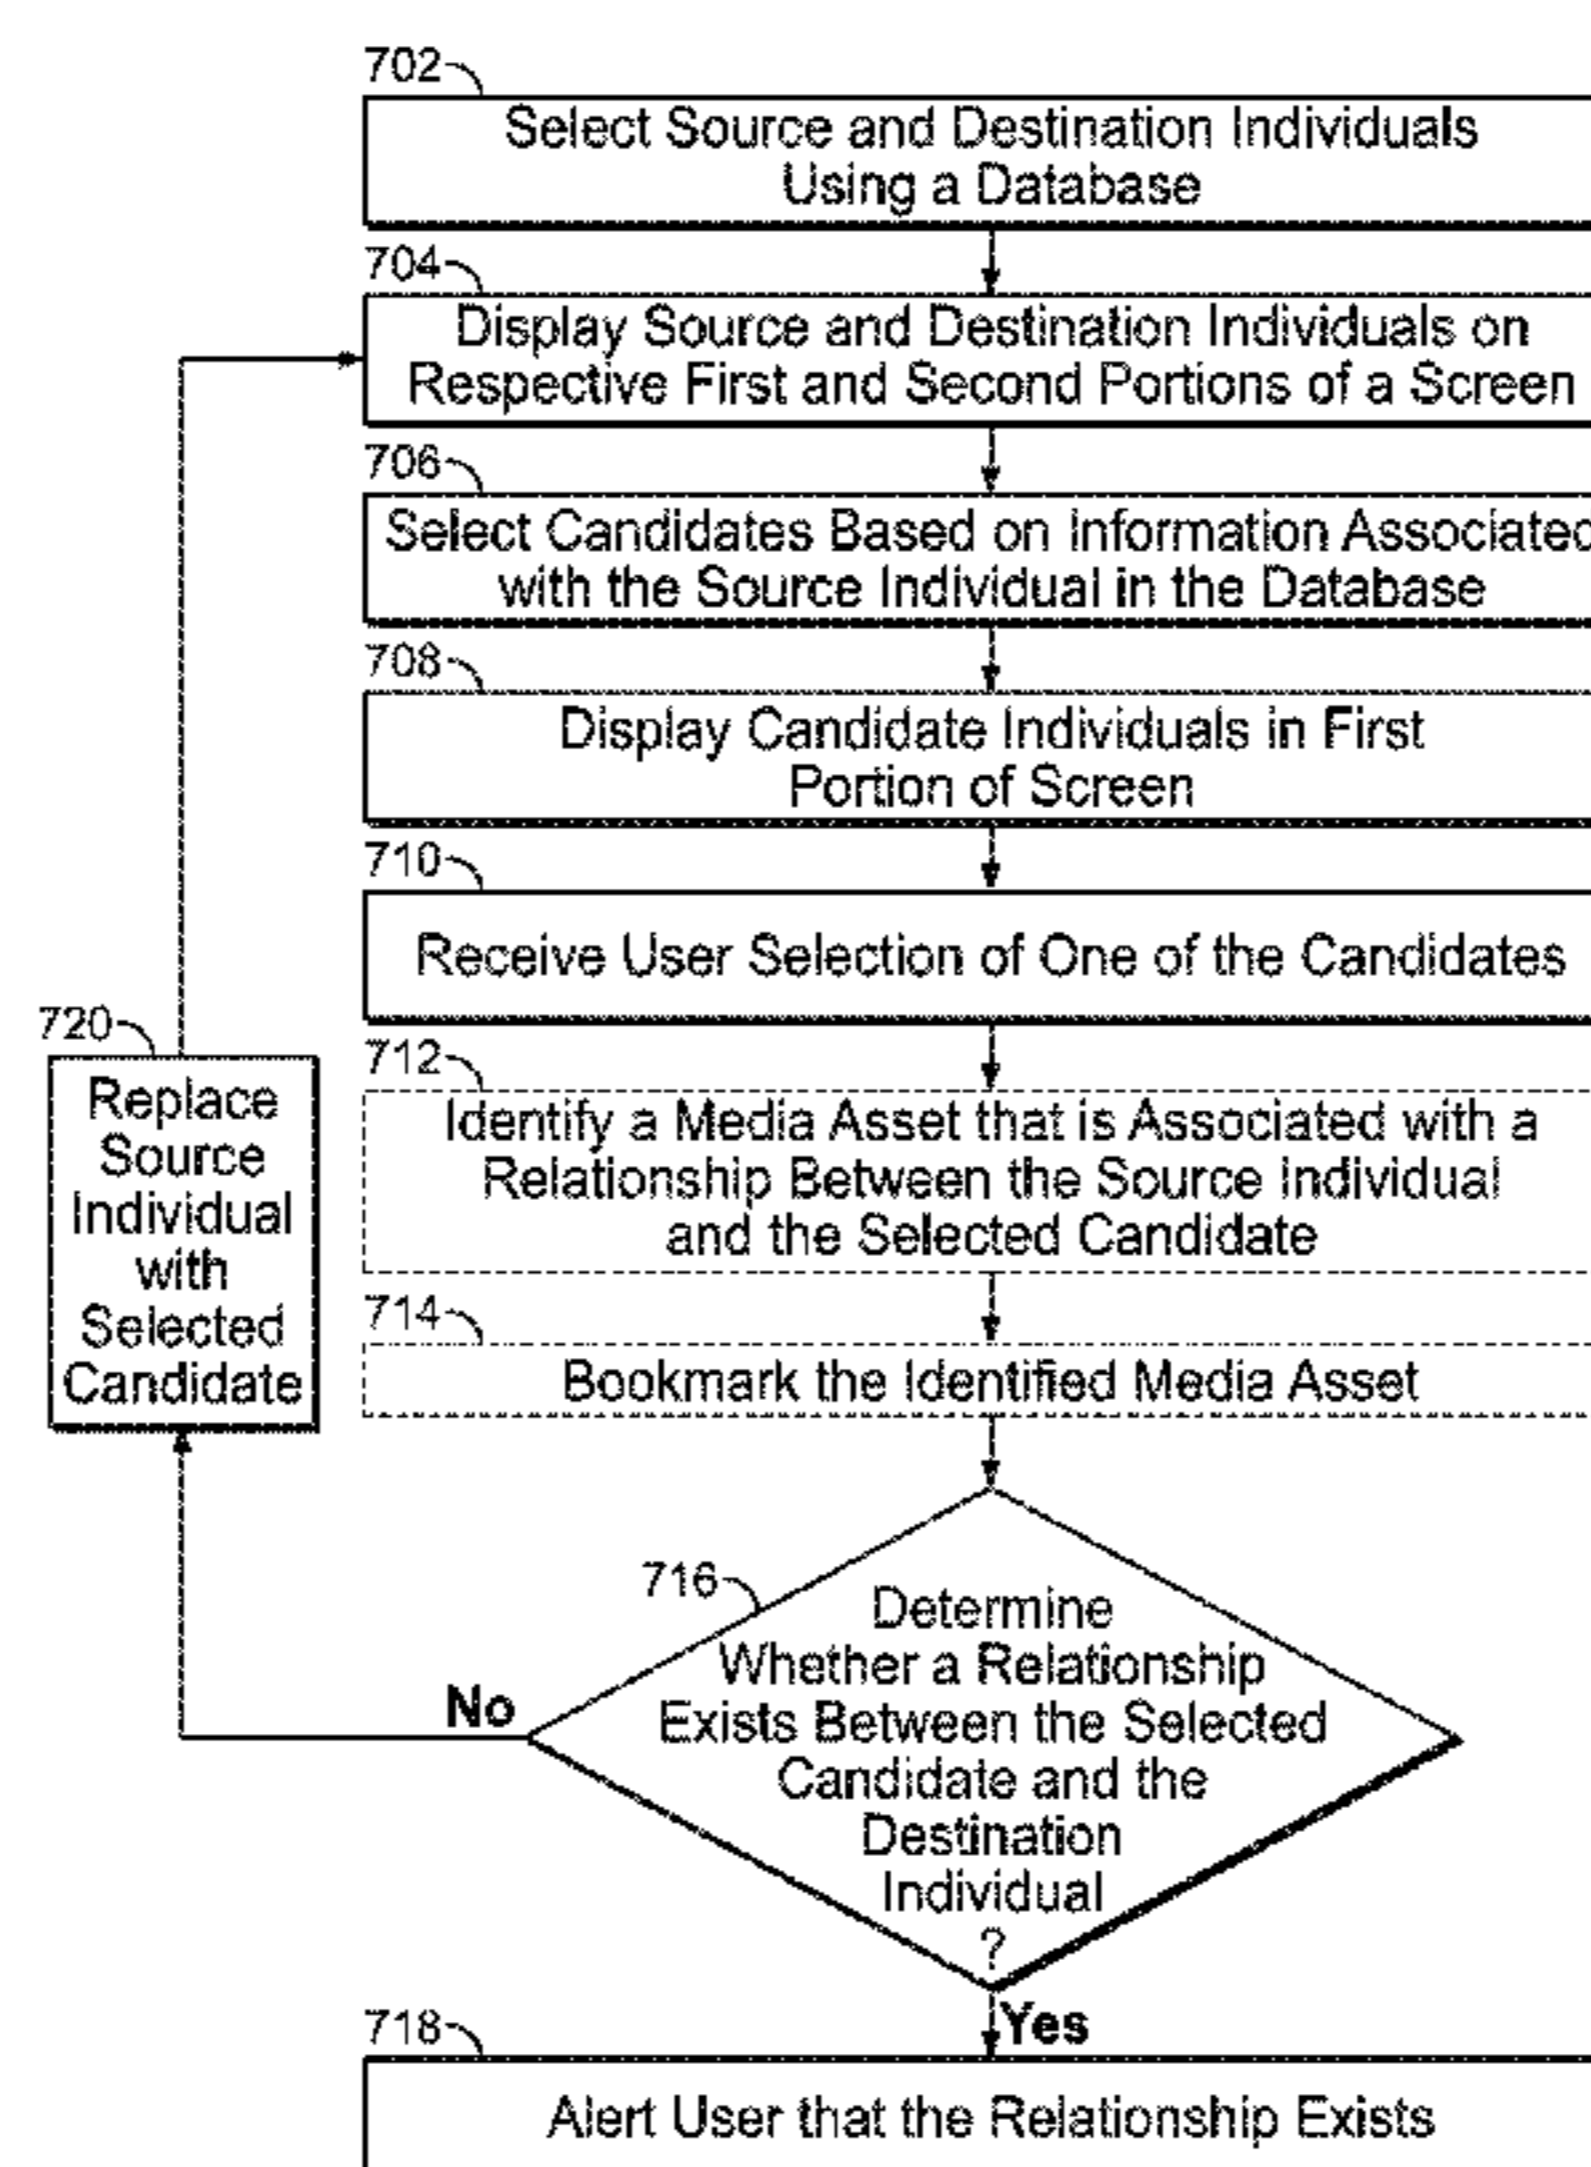 702
Select Source and Destination Individuals
Using a Database
704
Display Source and Destination Individuals on
Respective First and Second Portions of a Screen
706
Select Candidates Based on Information Associated
with the Source Individual in the Database
708
Display Candidate Individuals in First
Portion of Screen
710
Receive User Selection of One of the Candidates
720
Replace
Source
Individual
with
Selected
Candidate
712
Identify a Media Asset that is Associated with a
Relationship Between the Source Individual
and the Selected Candidate
714
Bookmark the Identified Media Asset
716
Determine
Whether a Relationship
Exists Between the Selected
Candidate and the
Destination
Individual
?
No
Yes
718
Alert User that the Relationship Exists